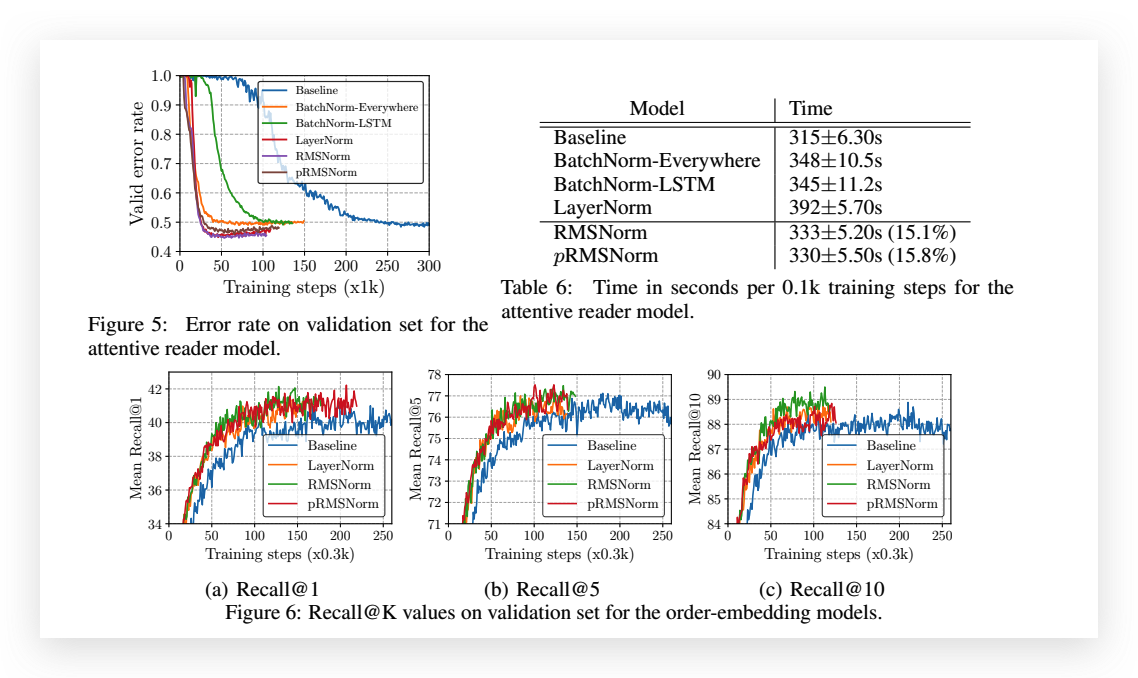 1.0
0.9
0.8
0.7
0.6
0.5
0.4
Valid error rate
Baseline
BatchNorm-Everywhere
BatchNorm-LSTM
LayerNorm
RMSNorm
pRMSNorm
0 50 100 150 200 250 300
Training steps (x1k)
Figure 5: Error rate on validation set for the
attentive reader model.
Model Time
Baseline 315±6.30s
BatchNorm-Everywhere 348±10.5s
BatchNorm-LSTM 345±11.2s
LayerNorm 392±5.70s
RMSNorm 333±5.20s (15.1%)
pRMSNorm 330±5.50s (15.8%)
Table 6: Time in seconds per 0.1k training steps for the
attentive reader model.
42
40
38
36
34
Mean Recall@1
Baseline
LayerNorm
RMSNorm
pRMSNorm
0 50 100 150 200 250
Training steps (x0.3k)
(a) Recall@1
78
77
76
75
74
73
72
71
Mean Recall@5
Baseline
LayerNorm
RMSNorm
pRMSNorm
0 50 100 150 200 250
Training steps (x0.3k)
(b) Recall@5
90
89
88
87
86
85
84
Mean Recall@10
Baseline
LayerNorm
RMSNorm
pRMSNorm
0 50 100 150 200 250
Training steps (x0.3k)
(c) Recall@10
Figure 6: Recall@K values on validation set for the order-embedding models.